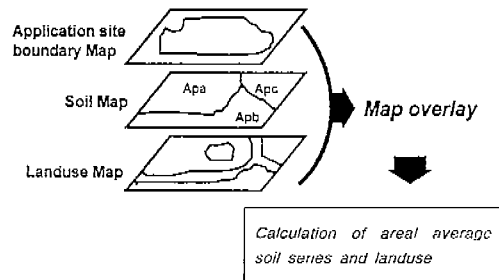 Application site
boundary Map
Soil Map
Apa
Apc
Apb
Landuse Map
Map overlay
Calculation of areal average
soil series and landuse